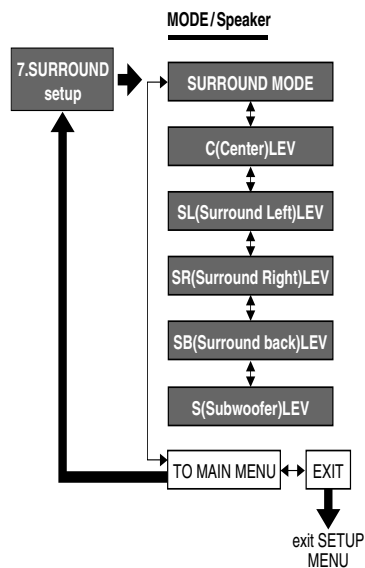 MODE/Speaker
7.SURROUND
setup
SURROUND MODE
C(Center)LEV
SL(Surround Left)LEV
SR(Surround Right)LEV
SB(Surround back)LEV
S(Subwoofer)LEV
TO MAIN MENU
EXIT
exit SETUP
MENU